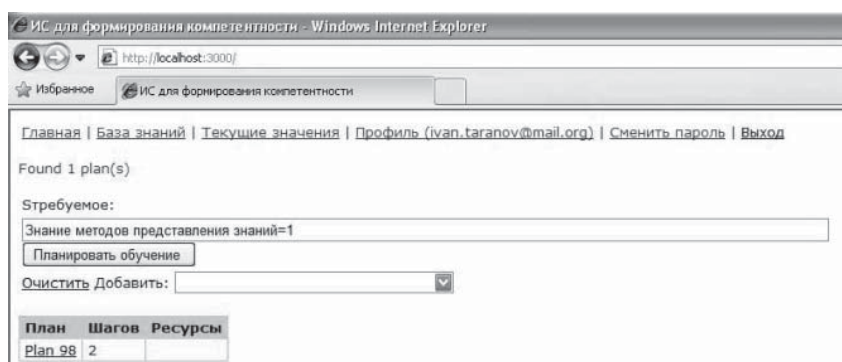 ИС для формирования компетентности - Windows Internet Explorer
http://localhost:3000/
Избранное ИС для формирования компетентности
Главная | База знаний | Текущие значения | Профиль (ivan.taranov@mail.org) | Сменить пароль | Выход
Found 1 plan(s)
Sтребуемое:
Знание методов представления знаний=1
Планировать обучение
Очистить Добавить:
План Шагов Ресурсы
Plan 98 2